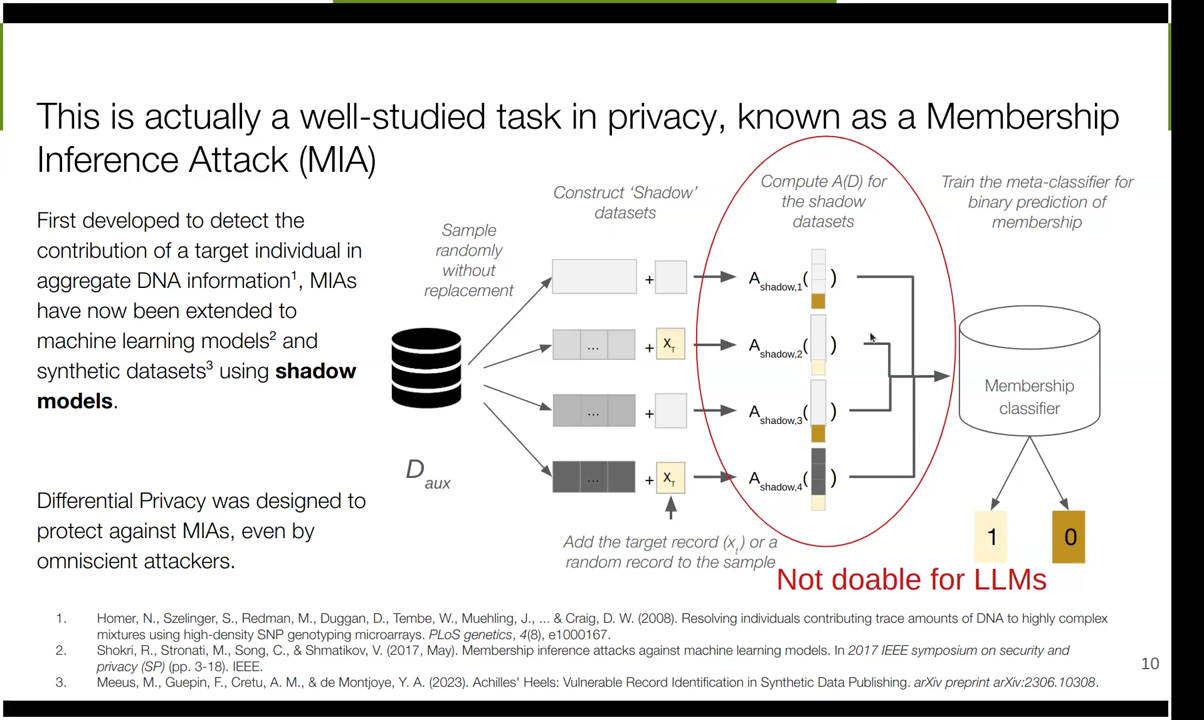 This is actually a well-studied task in privacy, known as a Membership
Inference Attack (MIA)
First developed to detect the
contribution of a target individual in
aggregate DNA information¹, MIAs
have now been extended to
machine learning models² and
synthetic datasets³ using shadow
models.
Differential Privacy was designed to
protect against MIAs, even by
omniscient attackers.
Sample
randomly
without
replacement
D aux
Construct ‘Shadow’
datasets
+
... + X T
... +
... + X T
Add the target record (x t) or a
random record to the sample
Compute A(D) for
the shadow
datasets
A shadow,1 ( )
A shadow,2 ( )
A shadow,3 ( )
A shadow,4 ( )
Not doable for LLMs
Train the meta-classifier for
binary prediction of
membership
Membership
classifier
1 0
1. Homer, N., Szelinger, S., Redman, M., Duggan, D., Tembe, W., Muehling, J., ... & Craig, D. W. (2008). Resolving individuals contributing trace amounts of DNA to highly complex
mixtures using high-density SNP genotyping microarrays. PLoS genetics, 4(8), e1000167.
2. Shokri, R., Stronati, M., Song, C., & Shmatikov, V. (2017, May). Membership inference attacks against machine learning models. In 2017 IEEE symposium on security and
privacy (SP) (pp. 3-18). IEEE.
3. Meeus, M., Guepin, F., Cretu, A. M., & de Montjoye, Y. A. (2023). Achilles' Heels: Vulnerable Record Identification in Synthetic Data Publishing. arXiv preprint arXiv:2306.10308.
10